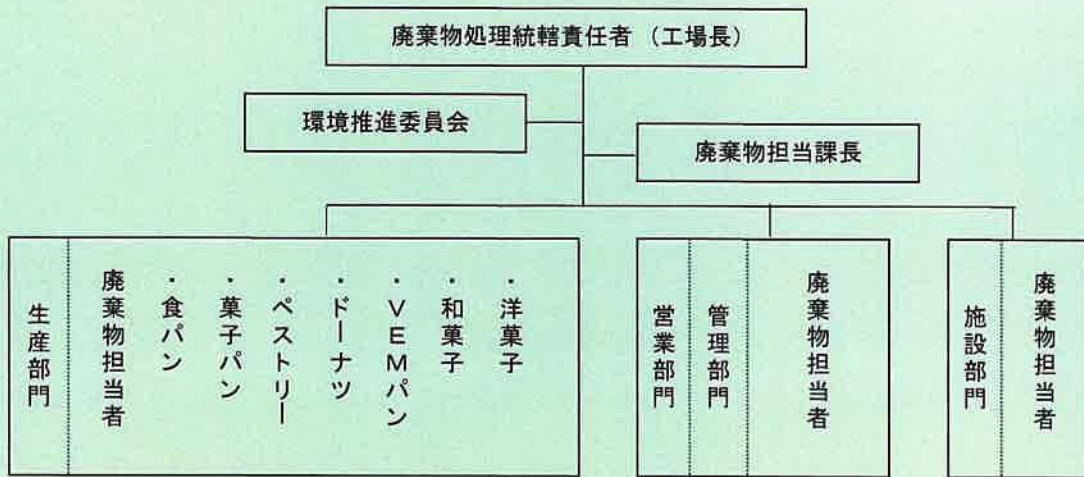 廃棄物処理統轄責任者 (工場長)
環境推進委員会
廃棄物担当課長
生産部門
廃棄物担当者
・食パン
・菓子パン
・ペストリー
・ドーナツ
・VEMパン
・和菓子
・洋菓子
営業部門
管理部門
廃棄物担当者
施設部門
廃棄物担当者